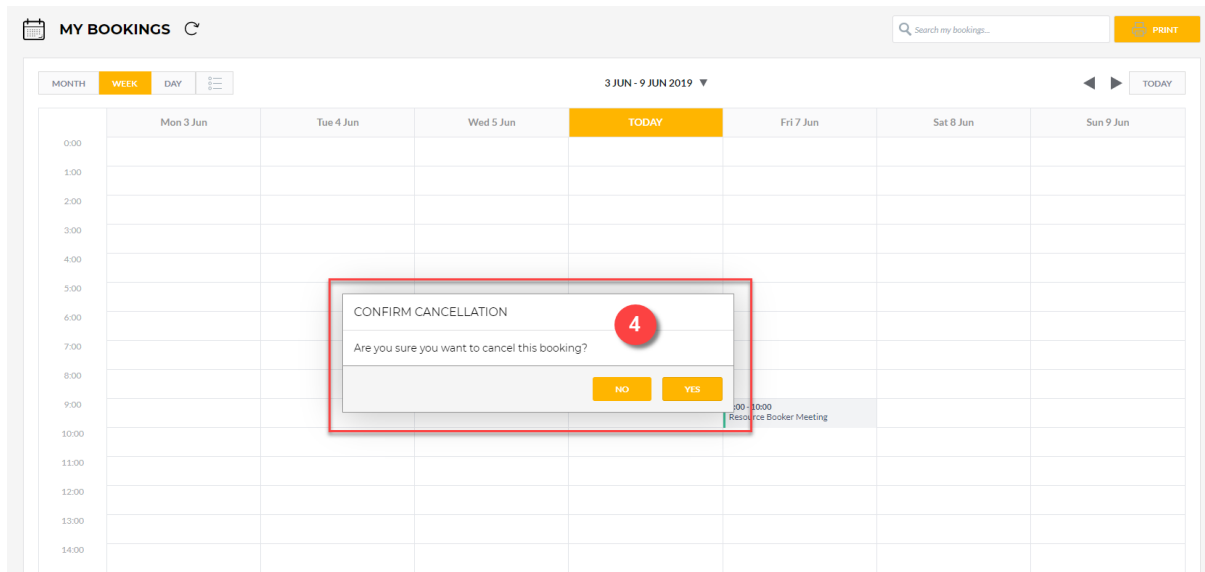 MY BOOKINGS
Search my bookings...
PRINT
MONTH WEEK DAY
3 JUN - 9 JUN 2019
TODAY
Mon 3 Jun Tue 4 Jun Wed 5 Jun TODAY Fri 7 Jun Sat 8 Jun Sun 9 Jun
0:00
1:00
2:00
3:00
4:00
5:00
6:00
7:00
8:00
9:00
10:00
11:00
12:00
13:00
14:00
CONFIRM CANCELLATION
4
Are you sure you want to cancel this booking?
NO YES
:00 - 10:00
Resource Booker Meeting